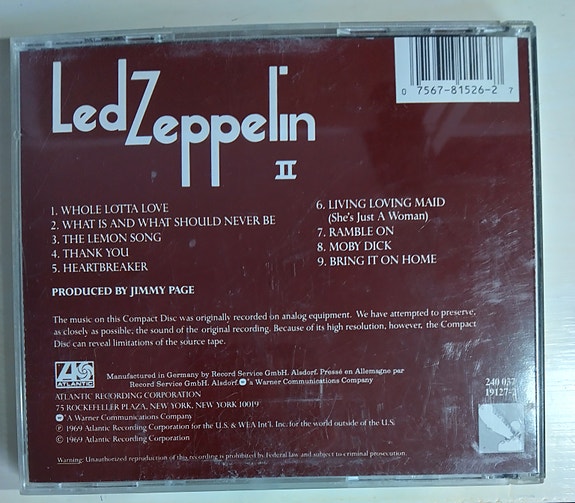 Led Zeppelin
II
0 7567-81526-2 7
1. WHOLE LOTTA LOVE
2. WHAT IS AND WHAT SHOULD NEVER BE
3. THE LEMON SONG
4. THANK YOU
5. HEARTBREAKER
6. LIVING LOVING MAID
(She's Just A Woman)
7. RAMBLE ON
8. MOBY DICK
9. BRING IT ON HOME
PRODUCED BY JIMMY PAGE
The music on this Compact Disc was originally recorded on analog equipment. We have attempted to preserve,
as closely as possible, the sound of the original recording. Because of its high resolution, however, the Compact
Disc can reveal limitations of the source tape.
ATLANTIC
Manufactured in Germany by Record Service GmbH. Alsdorf. Pressé en Allemagne par
Record Service GmbH. Alsdorf. 's Warner Communications Company
ATLANTIC RECORDING CORPORATION
75 ROCKEFELLER PLAZA, NEW YORK, NEW YORK 10019
A Warner Communications Company
℗ 1969 Atlantic Recording Corporation for the U.S. & WEA Int'l. Inc. for the world outside of the U.S.
© 1969 Atlantic Recording Corporation
240 037
19127-2
Warning: Unauthorized reproduction of this recording is prohibited by Federal law and subject to criminal prosecution.